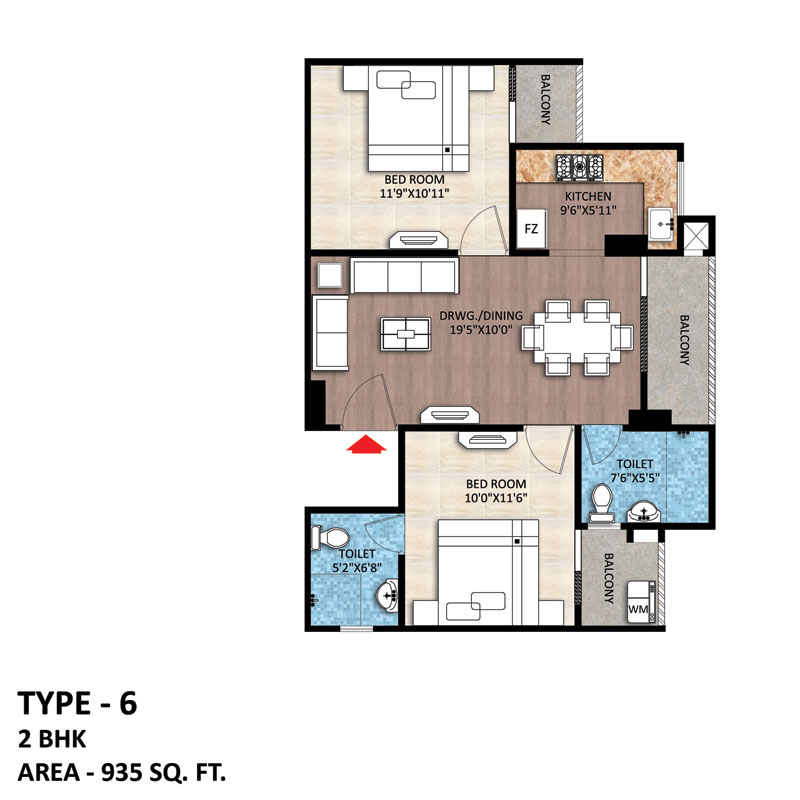 BALCONY
BED ROOM
11'9"X10'11"
KITCHEN
9'6"X5'11"
FZ
DRWG./DINING
19'5"X10'0"
BALCONY
BED ROOM
10'0"X11'6"
TOILET
7'6"X5'5"
TOILET
5'2"X6'8"
BALCONY
WM
TYPE - 6
2 BHK
AREA - 935 SQ. FT.